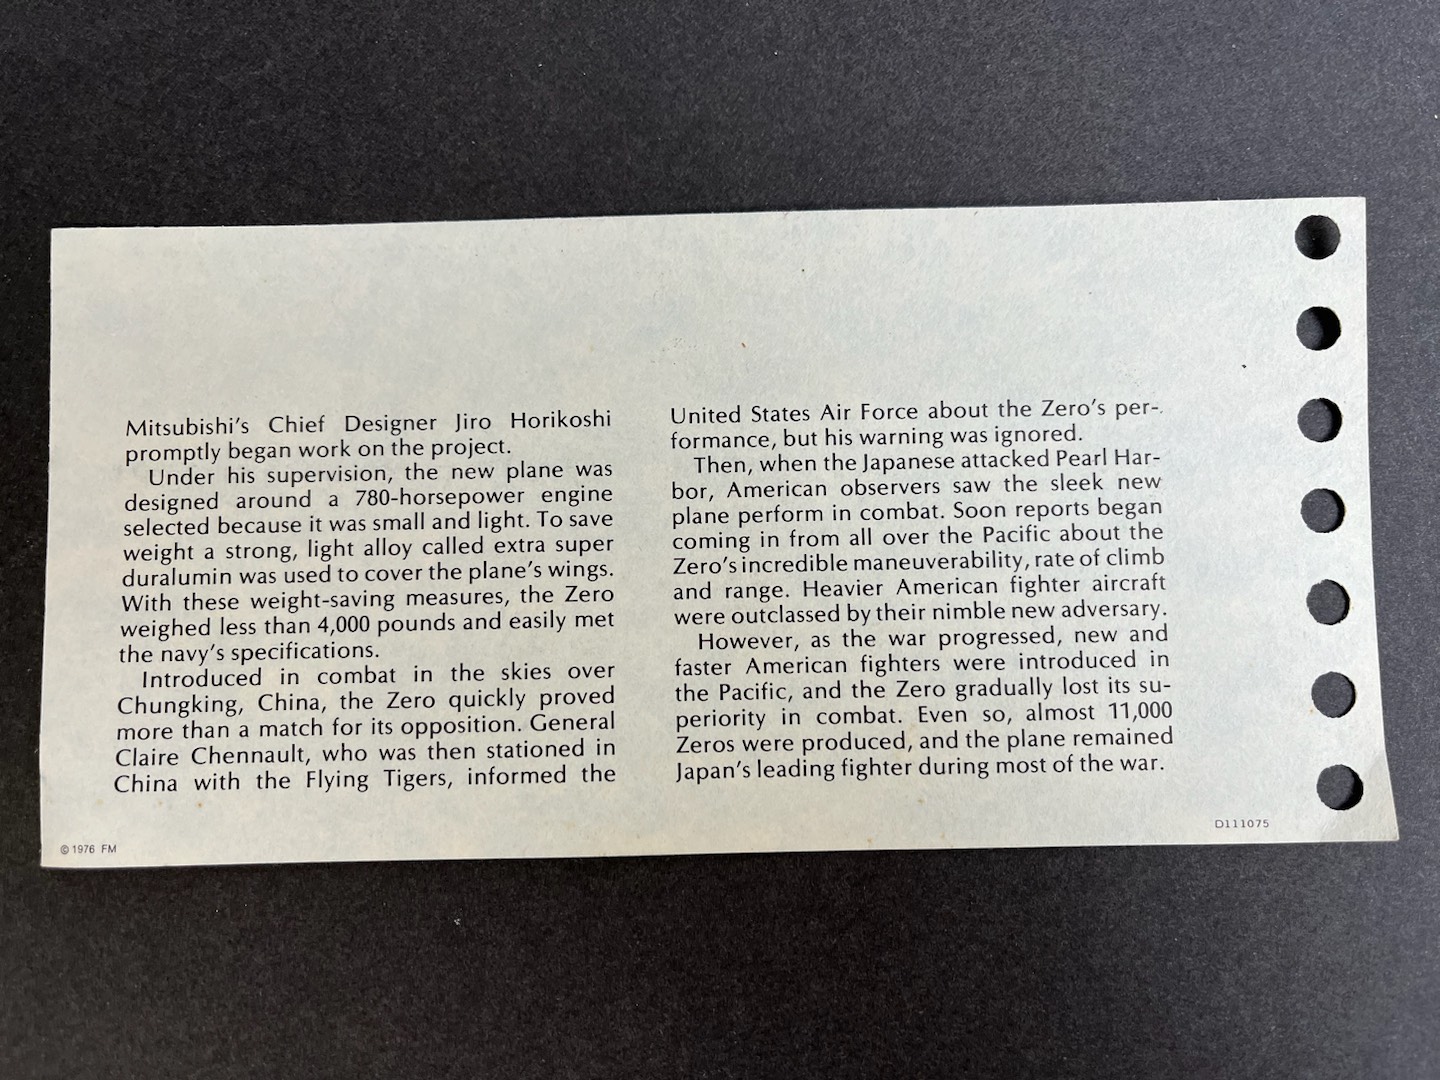 Mitsubishi's Chief Designer Jiro Horikoshi
promptly began work on the project.
Under his supervision, the new plane was
designed around a 780-horsepower engine
selected because it was small and light. To save
weight a strong, light alloy called extra super
duralumin was used to cover the plane's wings.
With these weight-saving measures, the Zero
weighed less than 4,000 pounds and easily met
the navy's specifications.
Introduced in combat in the skies over
Chungking, China, the Zero quickly proved
more than a match for its opposition. General
Claire Chennault, who was then stationed in
China with the Flying Tigers, informed the
United States Air Force about the Zero's per-
formance, but his warning was ignored.
Then, when the Japanese attacked Pearl Har-
bor, American observers saw the sleek new
plane perform in combat. Soon reports began
coming in from all over the Pacific about the
Zero's incredible maneuverability, rate of climb
and range. Heavier American fighter aircraft
were outclassed by their nimble new adversary.
However, as the war progressed, new and
faster American fighters were introduced in
the Pacific, and the Zero gradually lost its su-
periority in combat. Even so, almost 11,000
Zeros were produced, and the plane remained
Japan's leading fighter during most of the war.
© 1976 FM
D111075